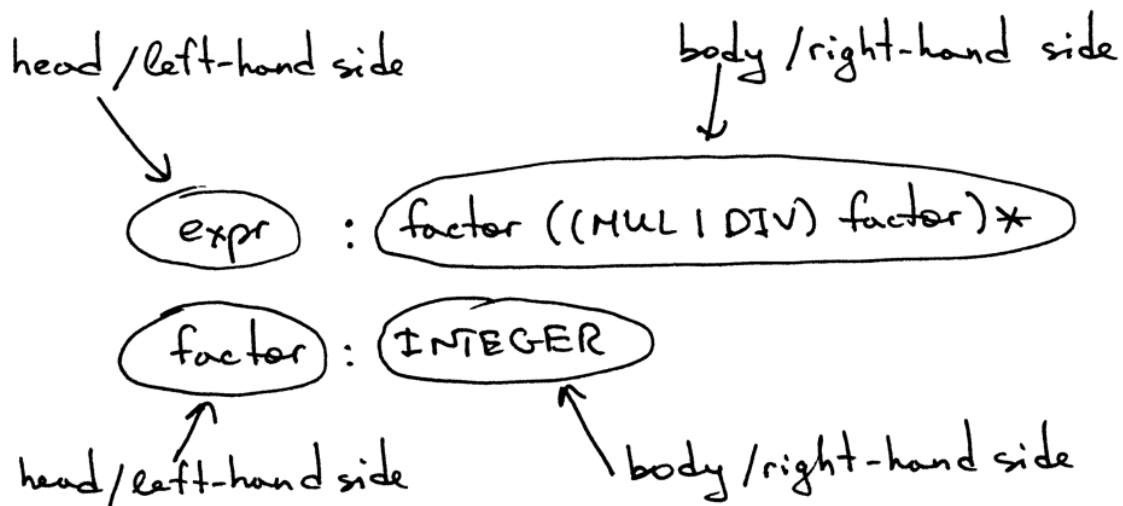 head/left-hand side
body/right-hand side
expr : factor ((MUL | DIV) factor)*
factor : INTEGER
head/left-hand side
body/right-hand side